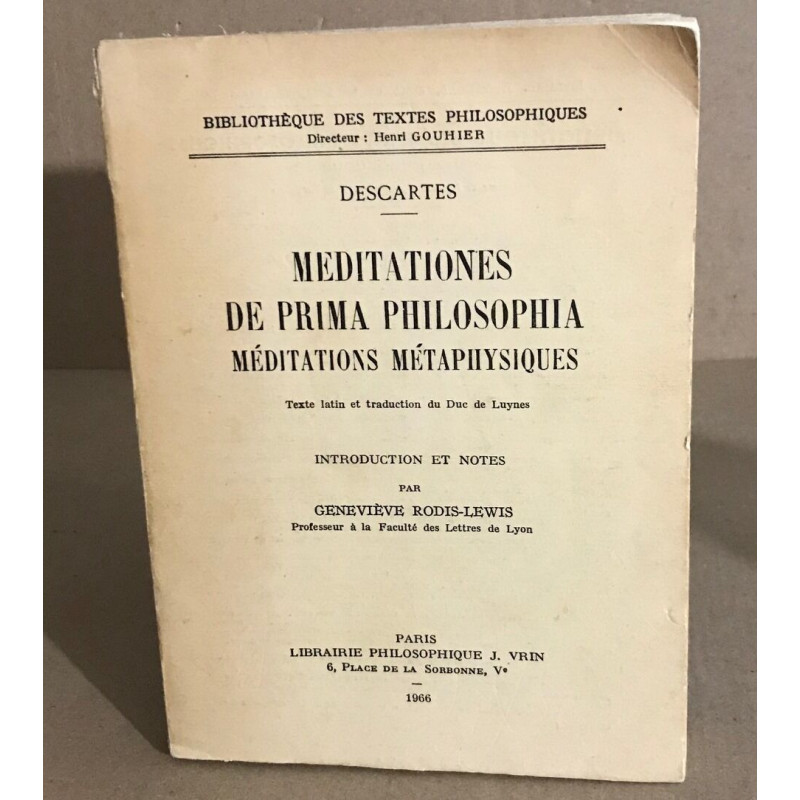 BIBLIOTHÈQUE DES TEXTES PHILOSOPHIQUES
Directeur : Henri GOUHIER
DESCARTES
MEDITATIONES
DE PRIMA PHILOSOPHIA
MÉDITATIONS MÉTAPHYSIQUES
Texte latin et traduction du Duc de Luynes
INTRODUCTION ET NOTES
PAR
GENEVIÈVE RODIS-LEWIS
Professeur à la Faculté des Lettres de Lyon
PARIS
LIBRAIRIE PHILOSOPHIQUE J. VRIN
6, PLACE DE LA SORBONNE, Vᵉ
1966